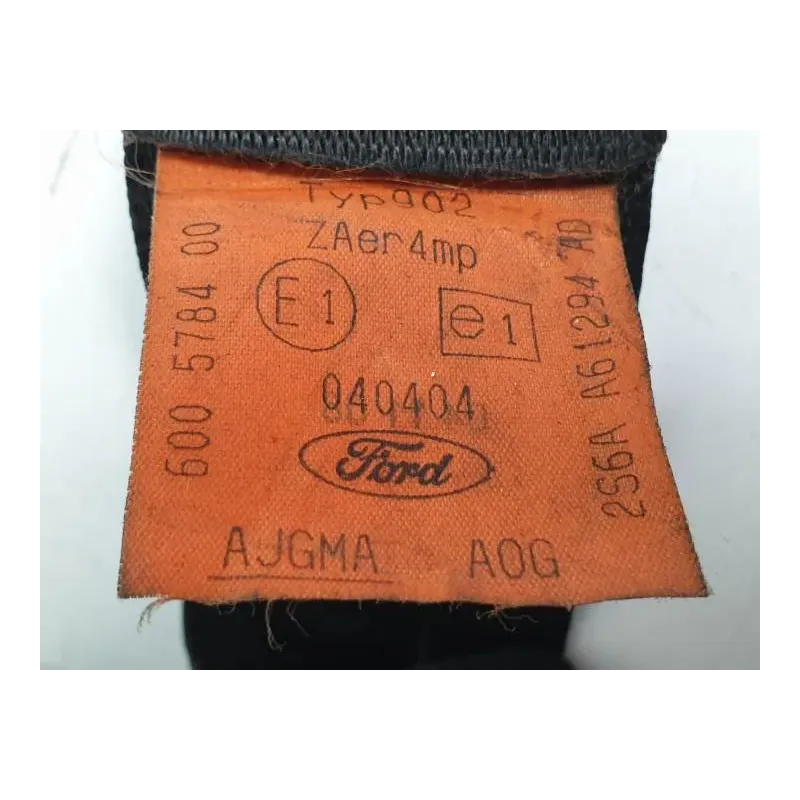 Typ902
ZAer4mp
E1
e1
040404
Ford
AJGMA AOG
600 5784 00
2S6A A61294 AD